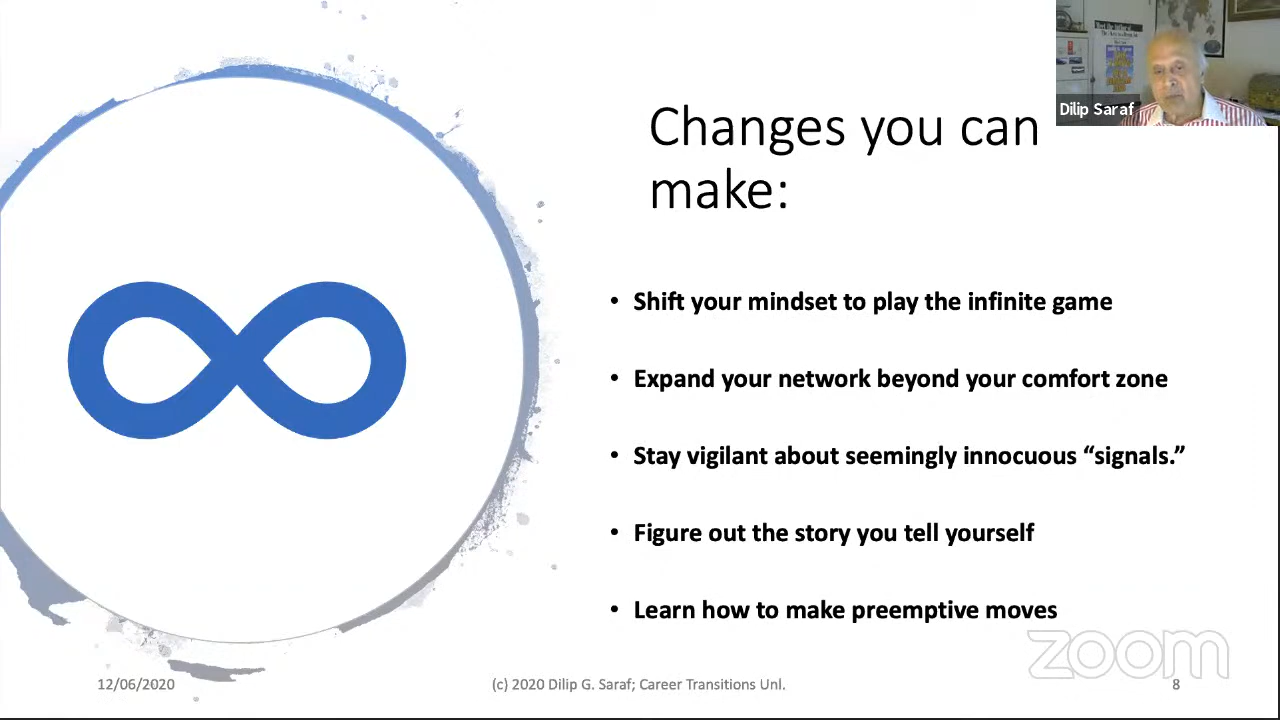 Changes you can
make:
Dilip Saraf
• Shift your mindset to play the infinite game
• Expand your network beyond your comfort zone
• Stay vigilant about seemingly innocuous “signals.”
• Figure out the story you tell yourself
• Learn how to make preemptive moves
zoom
12/06/2020
(c) 2020 Dilip G. Saraf; Career Transitions Unl.
8